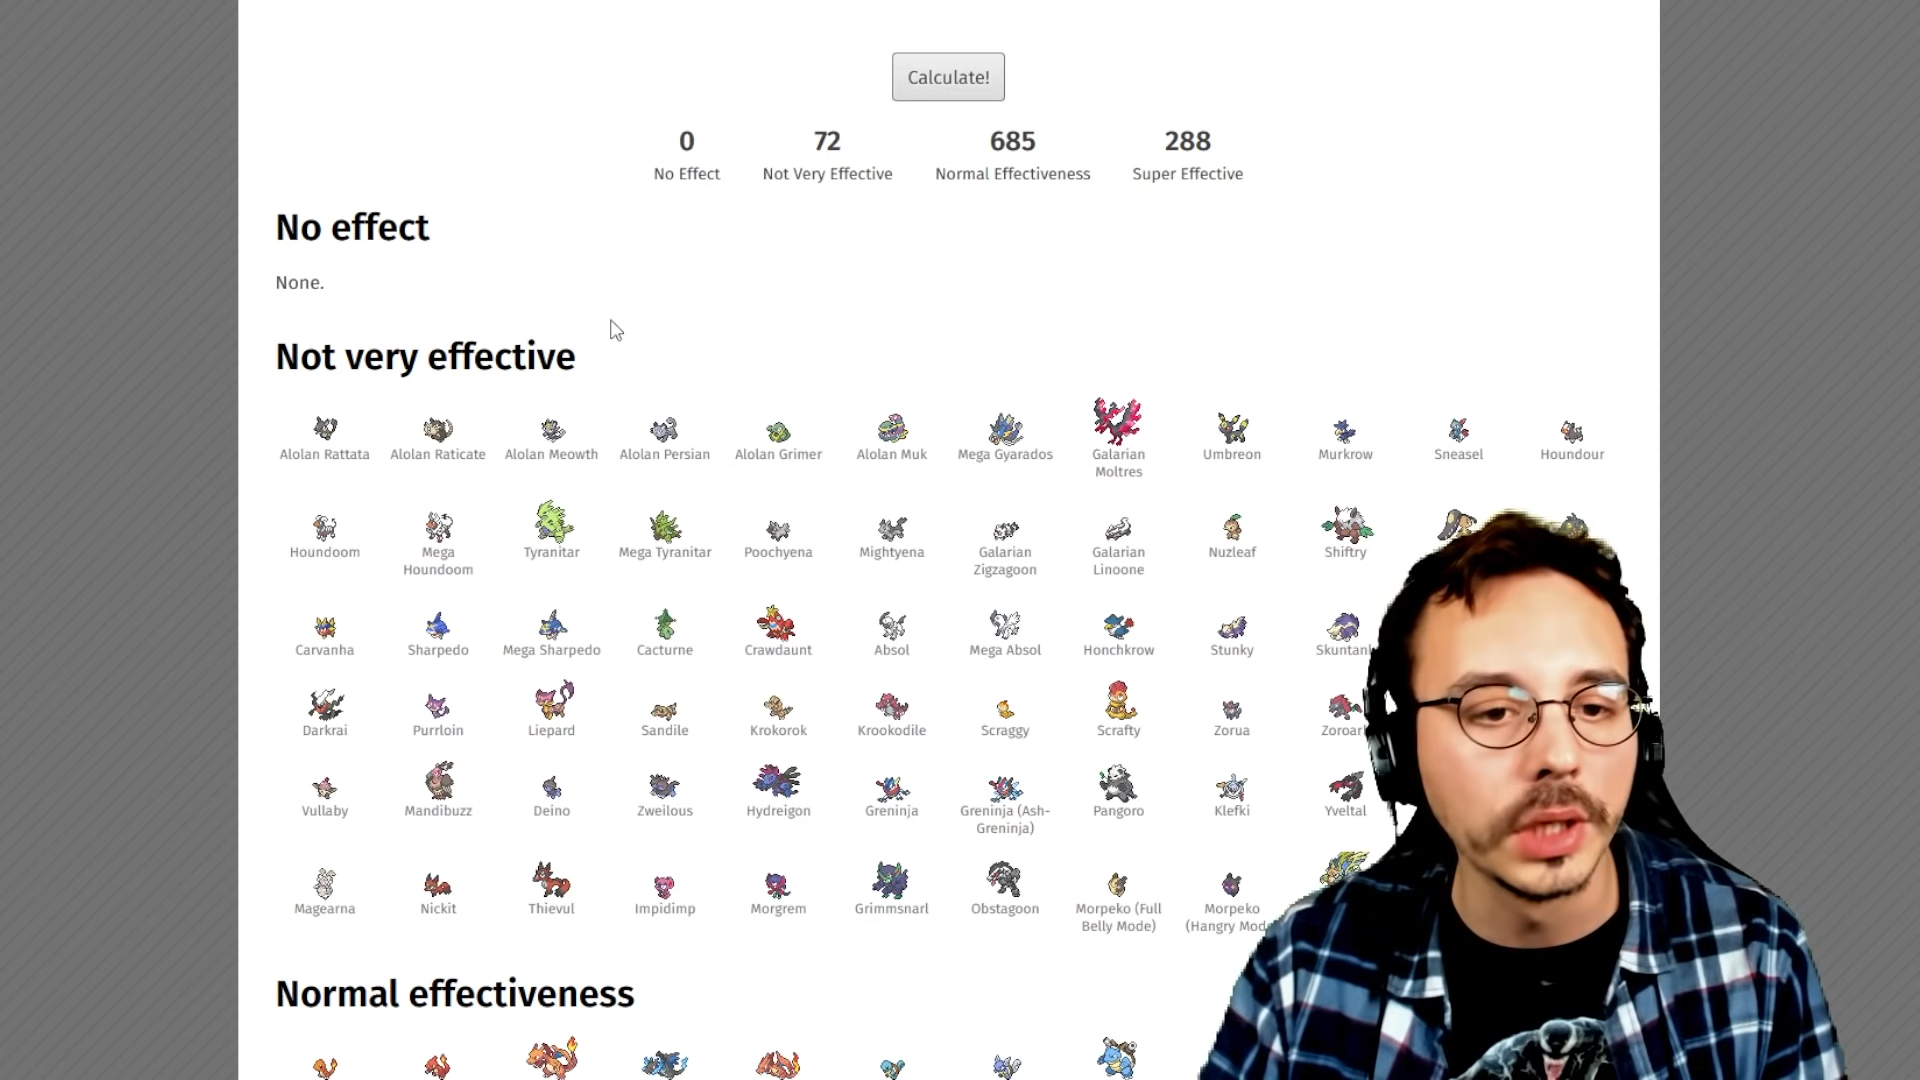 Calculate!
0 72 685 288
No Effect Not Very Effective Normal Effectiveness Super Effective
No effect
None.
Not very effective
Alolan Rattata Alolan Raticate Alolan Meowth Alolan Persian Alolan Grimer Alolan Muk Mega Gyarados Galarian Umbreon Murkrow Sneasel Houndour
Moltres
Houndoom Mega Tyranitar Mega Tyranitar Poochyena Mightyena Galarian Galarian Nuzleaf Shiftry
Houndoom Zigzagoon Linoone
Carvanha Sharpedo Mega Sharpedo Cacturne Crawdaunt Absol Mega Absol Honchkrow Stunky Skuntank
Darkrai Purrloin Liepard Sandile Krokorok Krookodile Scraggy Scrafty Zorua Zoroar
Vullaby Mandibuzz Deino Zweilous Hydreigon Greninja Greninja (Ash- Pangoro Klefki Yveltal
Greninja)
Magearna Nickit Thievul Impidimp Morgrem Grimmsnarl Obstagoon Morpeko (Full Morpeko
Belly Mode) (Hangry Mod
Normal effectiveness